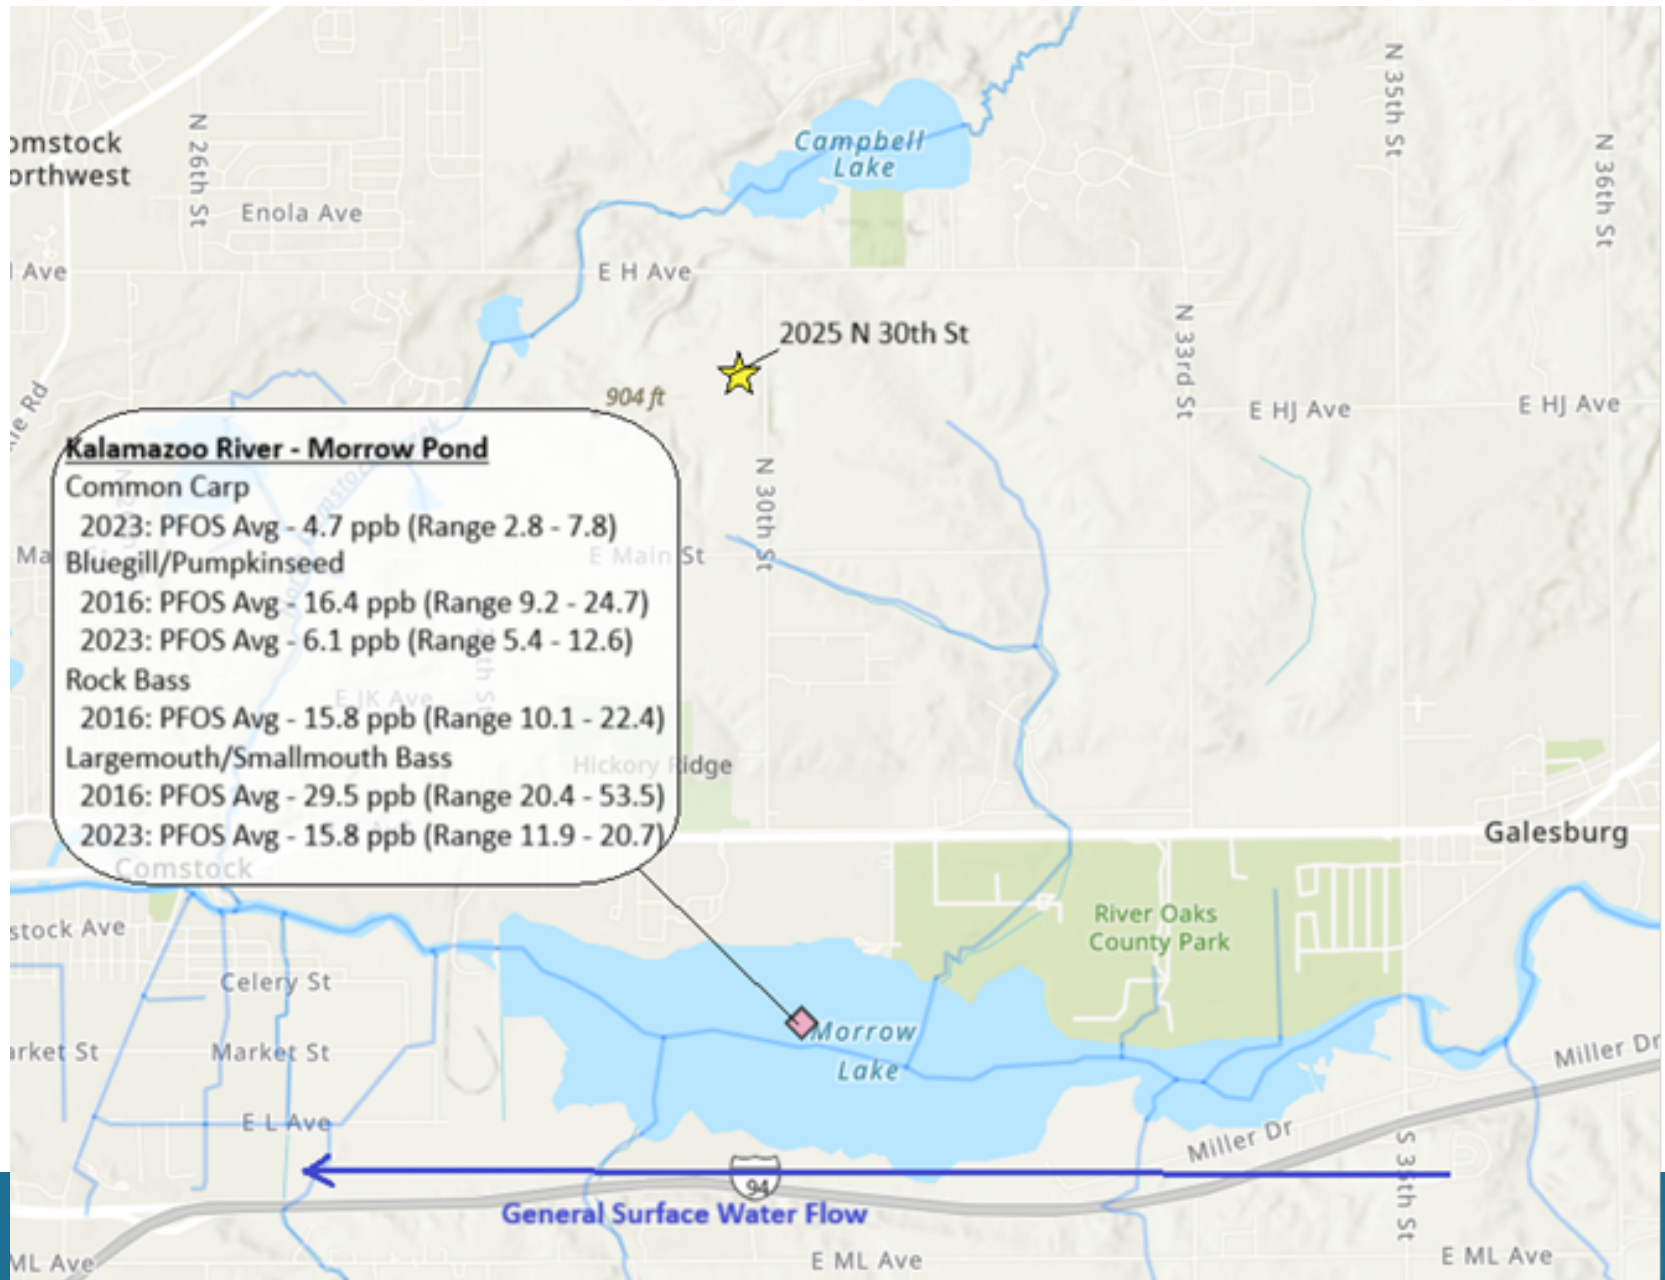 Campbell
Lake
omstock
orthwest
N 26th St
Enola Ave
N 35th St
N 36th St
Ave
E H Ave
2025 N 30th St
N 33rd St
904 ft
E HJ Ave
E HJ Ave
ie Rd
Kalamazoo River - Morrow Pond
Common Carp
2023: PFOS Avg - 4.7 ppb (Range 2.8 - 7.8)
Bluegill/Pumpkinseed
2016: PFOS Avg - 16.4 ppb (Range 9.2 - 24.7)
2023: PFOS Avg - 6.1 ppb (Range 5.4 - 12.6)
Rock Bass
2016: PFOS Avg - 15.8 ppb (Range 10.1 - 22.4)
Largemouth/Smallmouth Bass
2016: PFOS Avg - 29.5 ppb (Range 20.4 - 53.5)
2023: PFOS Avg - 15.8 ppb (Range 11.9 - 20.7)
N 30th St
E Main St
E JK Ave
Hickory Ridge
Galesburg
Comstock
stock Ave
River Oaks
County Park
Celery St
Morrow
Lake
arket St
Market St
Miller Dr
E L Ave
Miller Dr
94
General Surface Water Flow
ML Ave
E ML Ave
E ML Ave